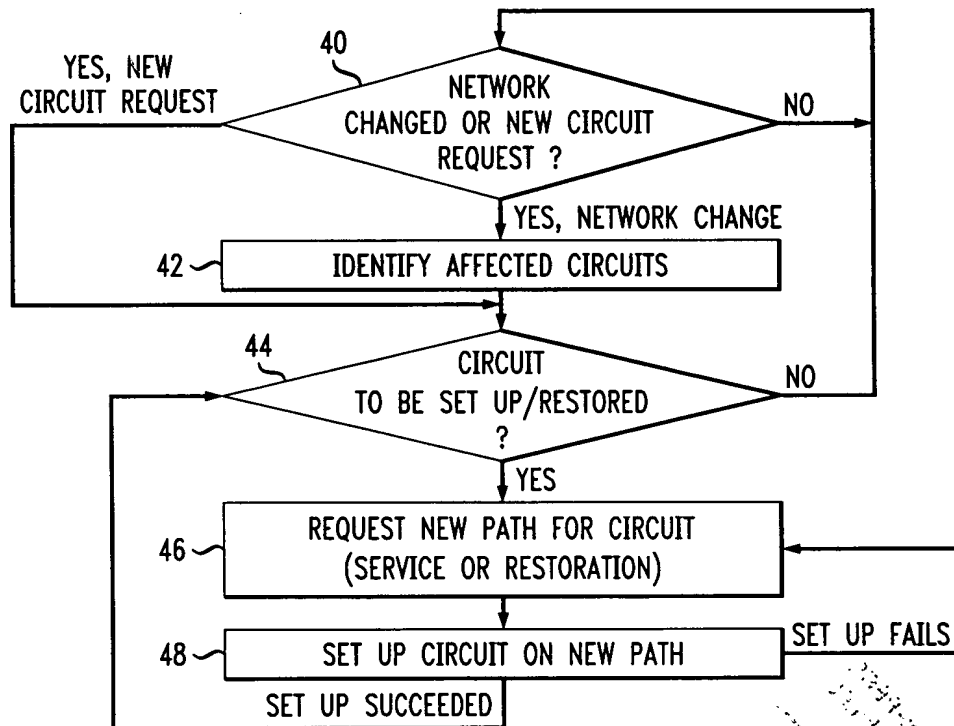 40
YES, NEW
CIRCUIT REQUEST
NETWORK
CHANGED OR NEW CIRCUIT
REQUEST ?
NO
YES, NETWORK CHANGE
42
IDENTIFY AFFECTED CIRCUITS
44
CIRCUIT
TO BE SET UP/RESTORED
?
NO
YES
46
REQUEST NEW PATH FOR CIRCUIT
(SERVICE OR RESTORATION)
48
SET UP CIRCUIT ON NEW PATH
SET UP FAILS
SET UP SUCCEEDED